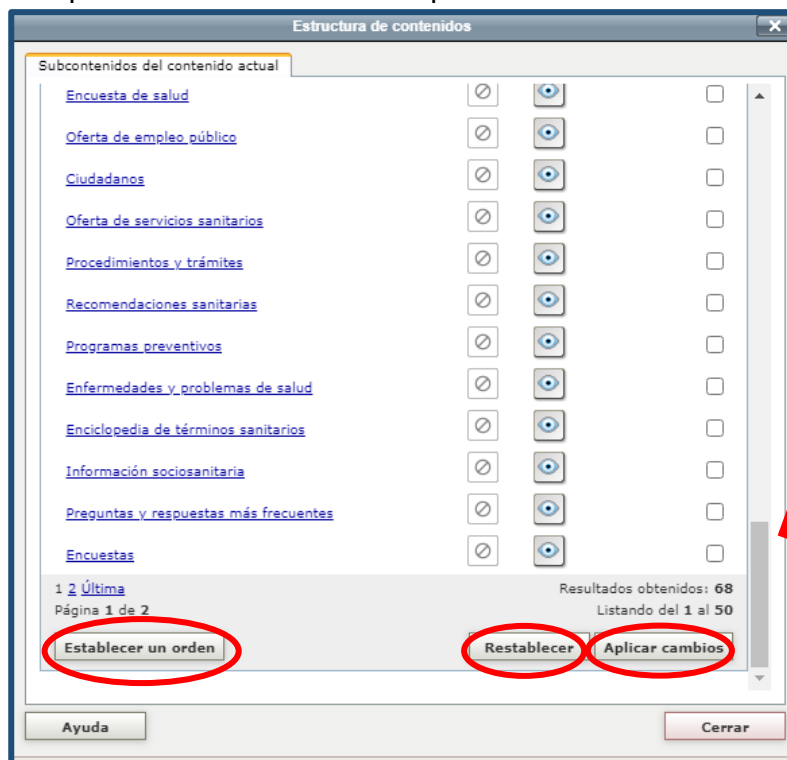 Estructura de contenidos
Subcontenidos del contenido actual
Encuesta de salud
Oferta de empleo público
Ciudadanos
Oferta de servicios sanitarios
Procedimientos y trámites
Recomendaciones sanitarias
Programas preventivos
Enfermedades y problemas de salud
Enciclopedia de términos sanitarios
Información sociosanitaria
Preguntas y respuestas más frecuentes
Encuestas
1 2 Última Resultados obtenidos: 68
Página 1 de 2 Listando del 1 al 50
Establecer un orden Restablecer Aplicar cambios
Ayuda Cerrar